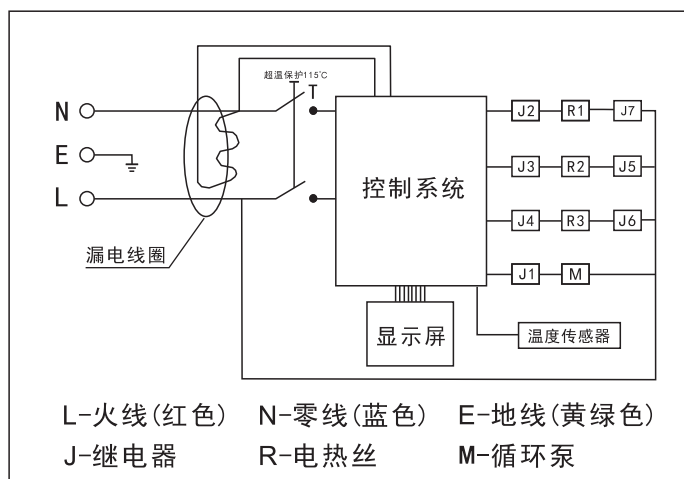 超温保护115℃
T
N
J2 R1 J7
E
J3 R2 J5
控制系统
L
J4 R3 J6
漏电线圈
J1 M
显示屏
温度传感器
L-火线(红色) N-零线(蓝色) E-地线(黄绿色)
J-继电器 R-电热丝 M-循环泵